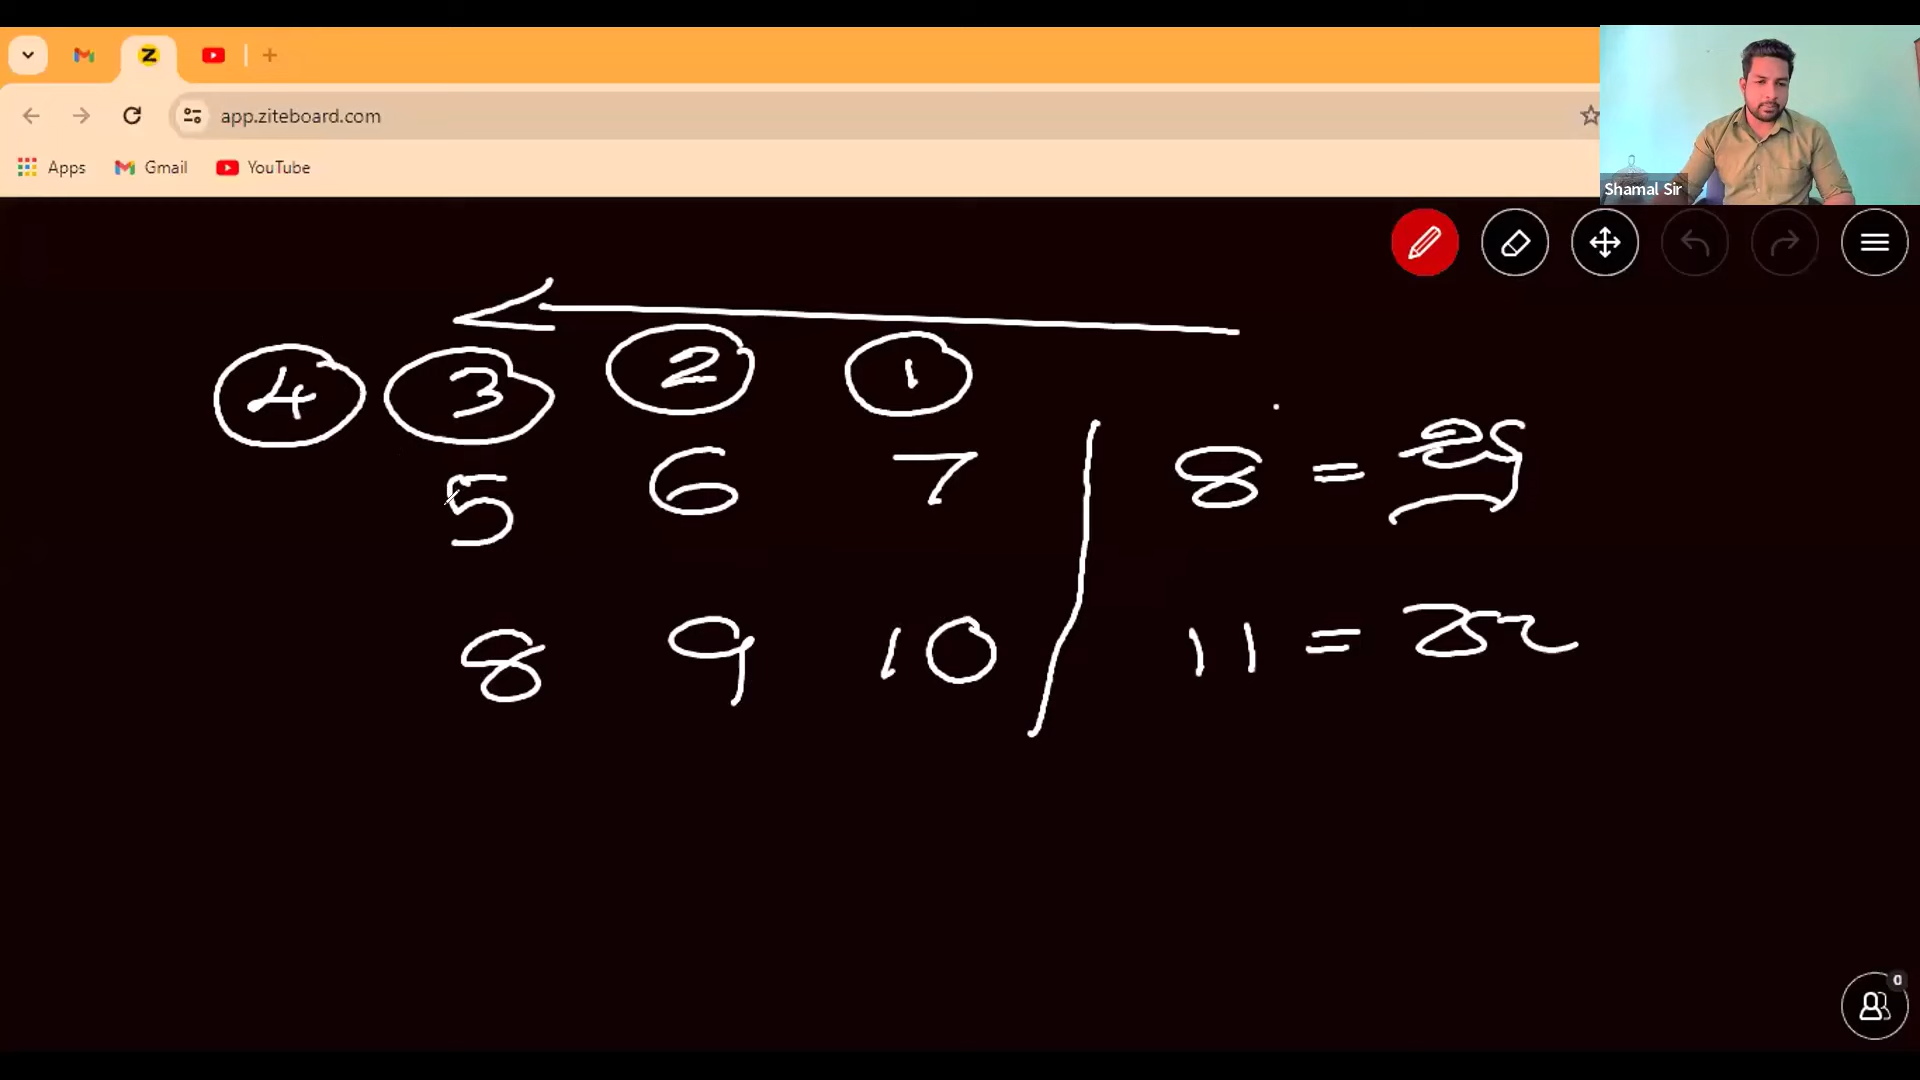 app.ziteboard.com
Apps Gmail YouTube
Shamal Sir
4 3 2 1
5 6 7 8 =
8 9 10 11 =
0